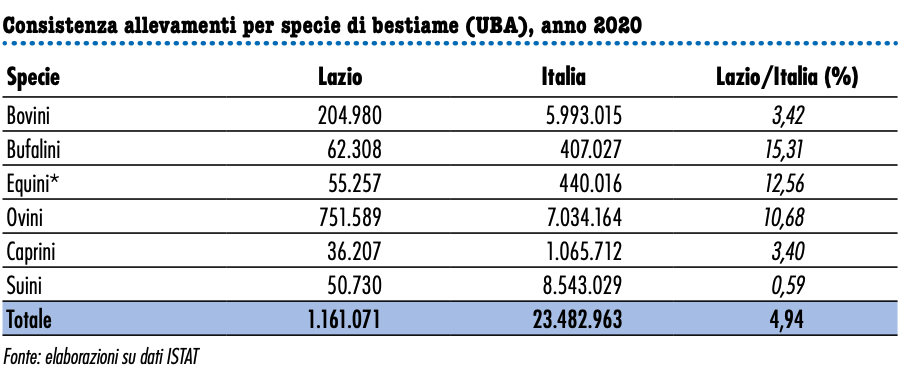 Consistenza allevamenti per specie di bestiame (UBA), anno 2020
Specie Lazio Italia Lazio/Italia (%)
Bovini 204.980 5.993.015 3,42
Bufalini 62.308 407.027 15,31
Equini* 55.257 440.016 12,56
Ovini 751.589 7.034.164 10,68
Caprini 36.207 1.065.712 3,40
Suini 50.730 8.543.029 0,59
Totale 1.161.071 23.482.963 4,94
Fonte: elaborazioni su dati ISTAT